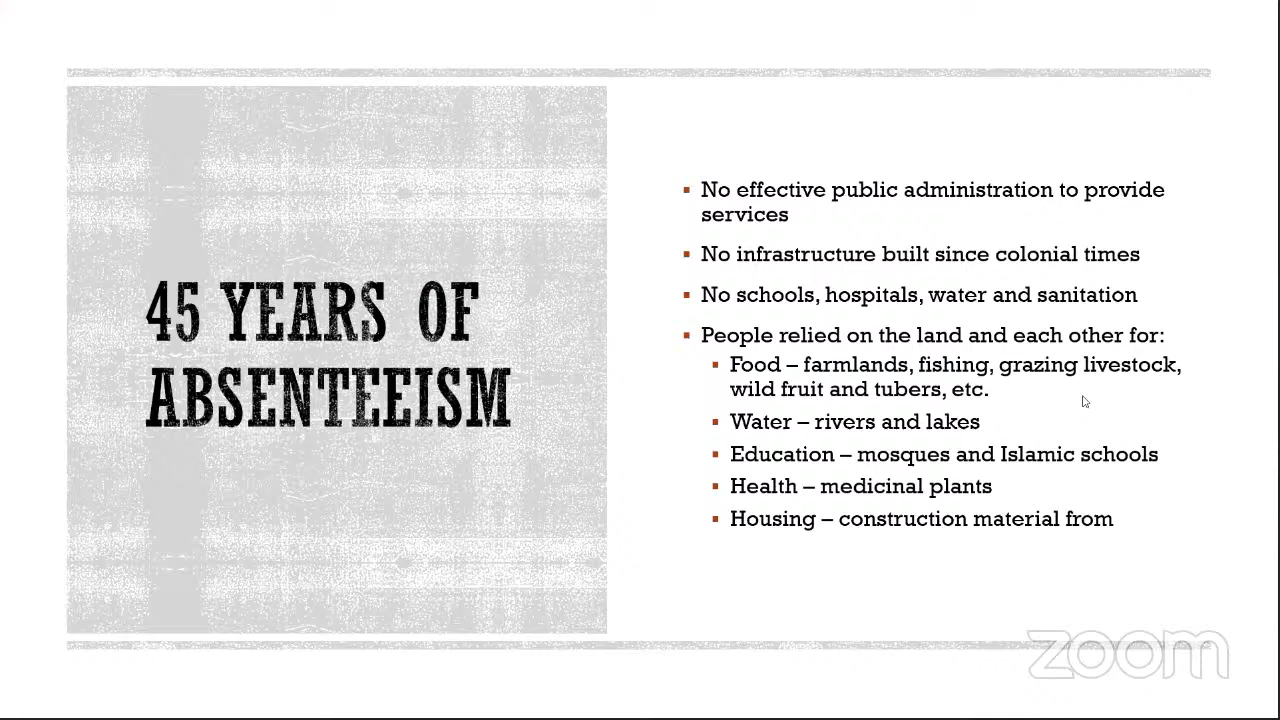 45 YEARS OF
ABSENTEEISM
▪ No effective public administration to provide
services
▪ No infrastructure built since colonial times
▪ No schools, hospitals, water and sanitation
▪ People relied on the land and each other for:
▪ Food – farmlands, fishing, grazing livestock,
wild fruit and tubers, etc.
▪ Water – rivers and lakes
▪ Education – mosques and Islamic schools
▪ Health – medicinal plants
▪ Housing – construction material from
zoom